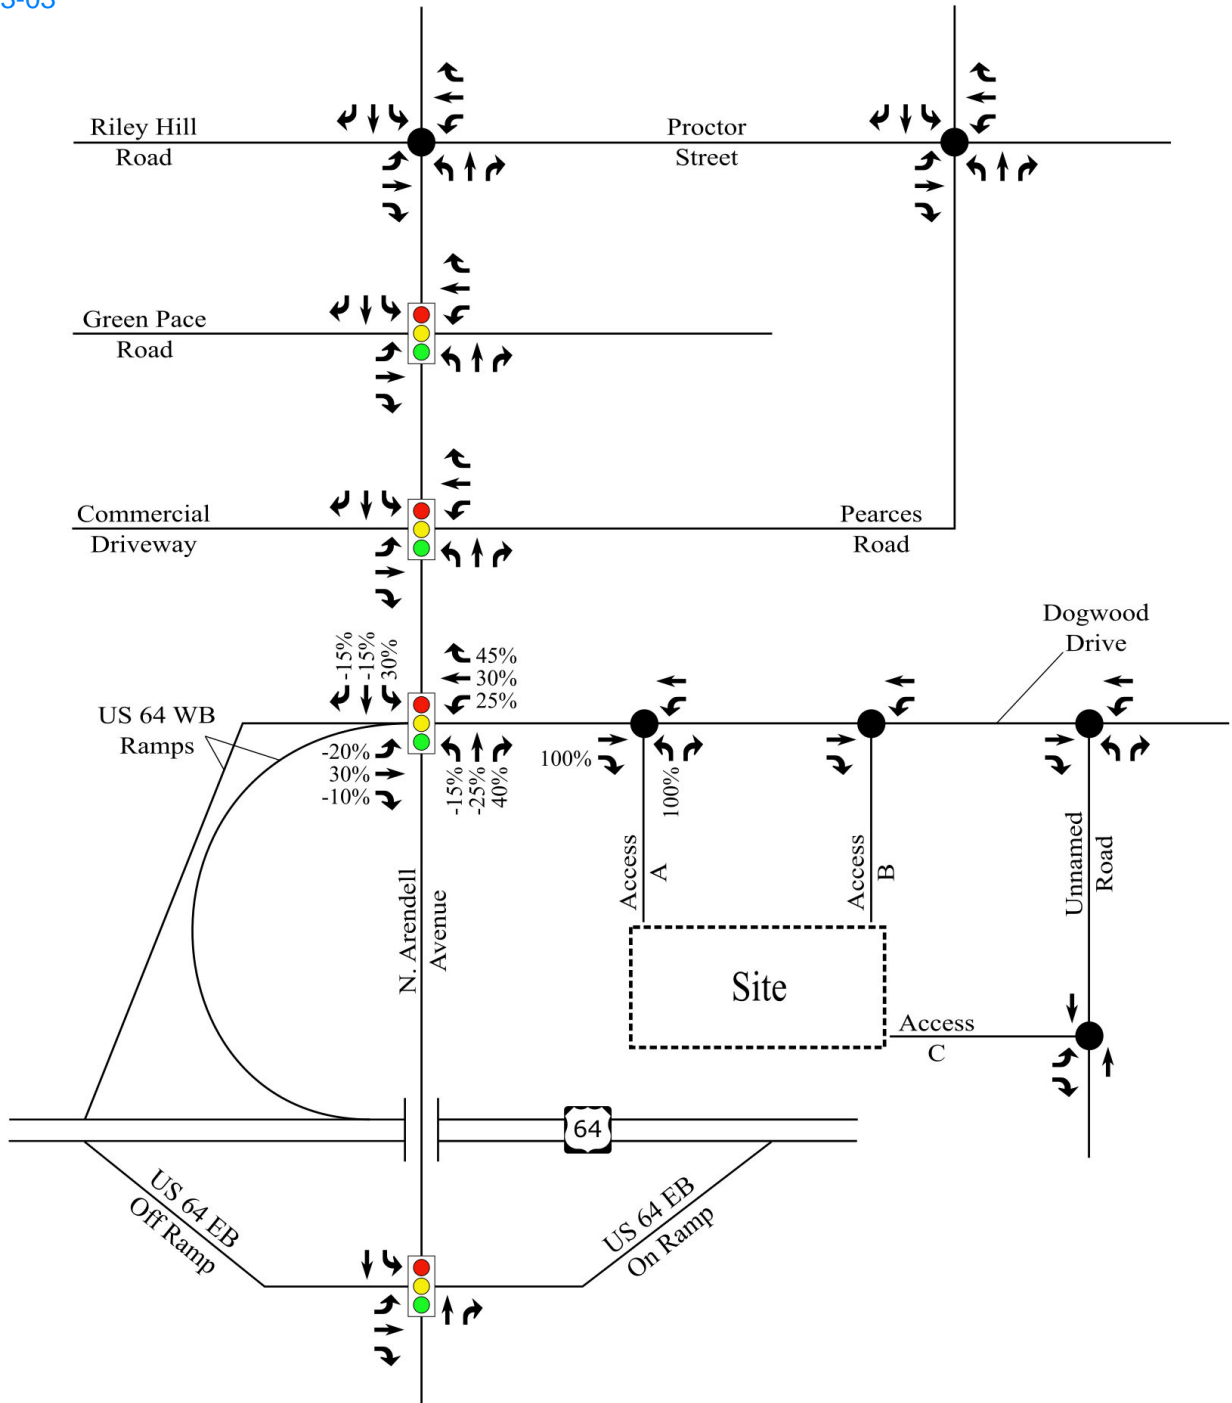 Riley Hill
Road
Proctor
Street
Green Pace
Road
Commercial
Driveway
Pearces
Road
Dogwood
Drive
-15%
-15%
30%
45%
30%
25%
US 64 WB
Ramps
-20%
30%
-10%
-15%
-25%
40%
100%
100%
Access
A
Access
B
Unnamed
Road
N. Arendell
Avenue
Site
Access
C
64
US 64 EB
Off Ramp
US 64 EB
On Ramp